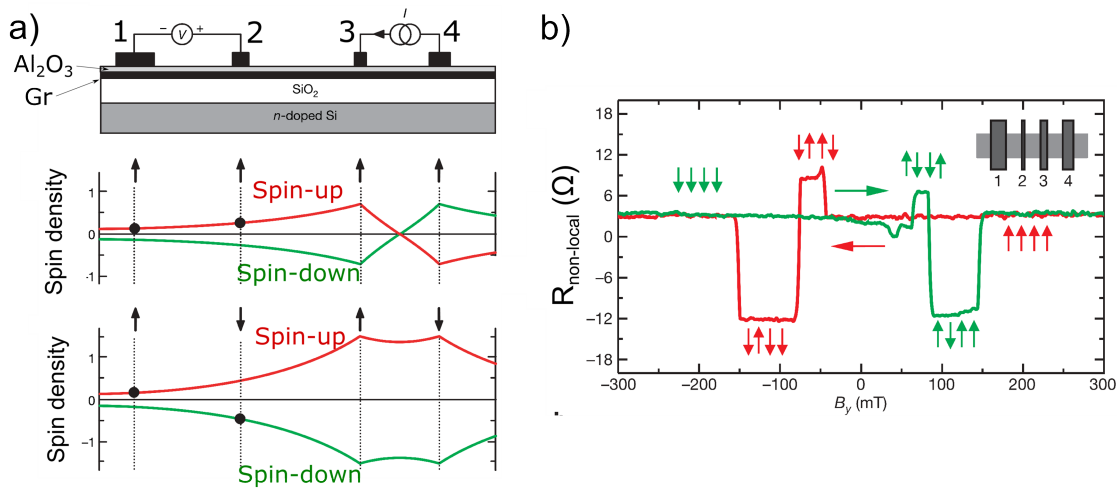 a)
1 2 3 4
− V + I
Al2O3
Gr
SiO2
n-doped Si
Spin density
1
0
-1
Spin-up
Spin-down
Spin density
1
0
−1
Spin-up
Spin-down
b)
Rnon-local (Ω)
18
12
6
0
−6
−12
−18
1 2 3 4
−300 −200 −100 0 100 200 300
By (mT)